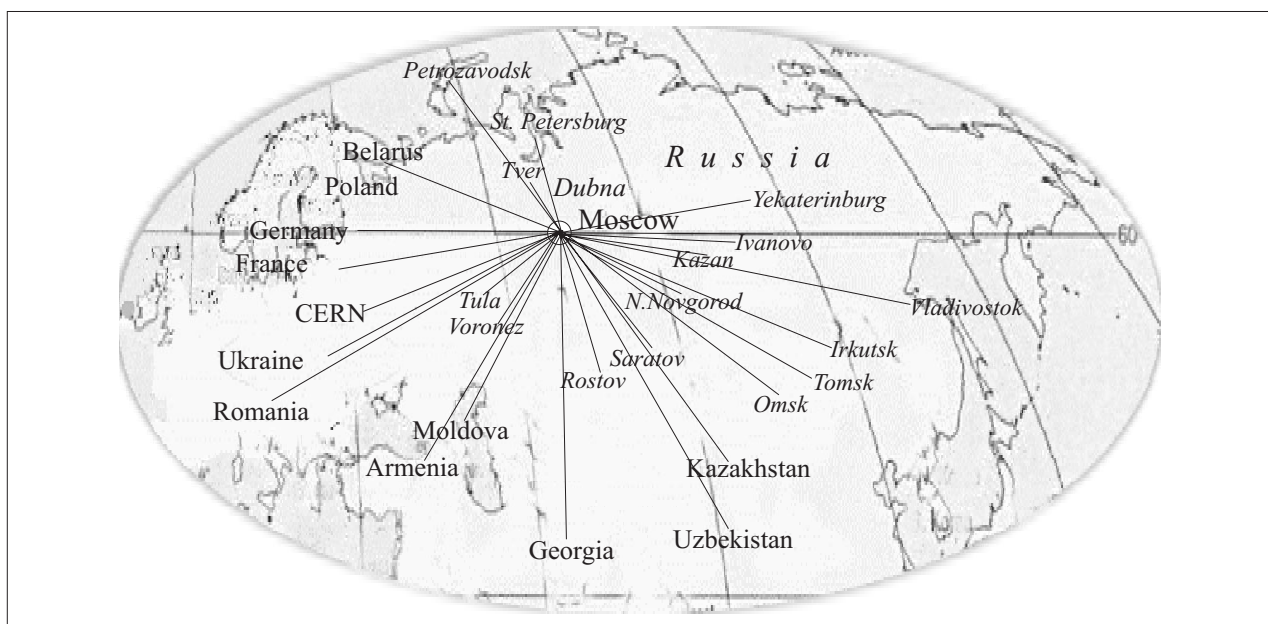 Petrozavodsk
St. Petersburg
Belarus
Russia
Tver
Poland
Dubna
Yekaterinburg
Moscow
Germany
60
Ivanovo
France
Kazan
Tula
N.Novgorod
Vladivostok
CERN
Voronez
Irkutsk
Ukraine
Saratov
Rostov
Tomsk
Omsk
Romania
Moldova
Armenia
Kazakhstan
Uzbekistan
Georgia